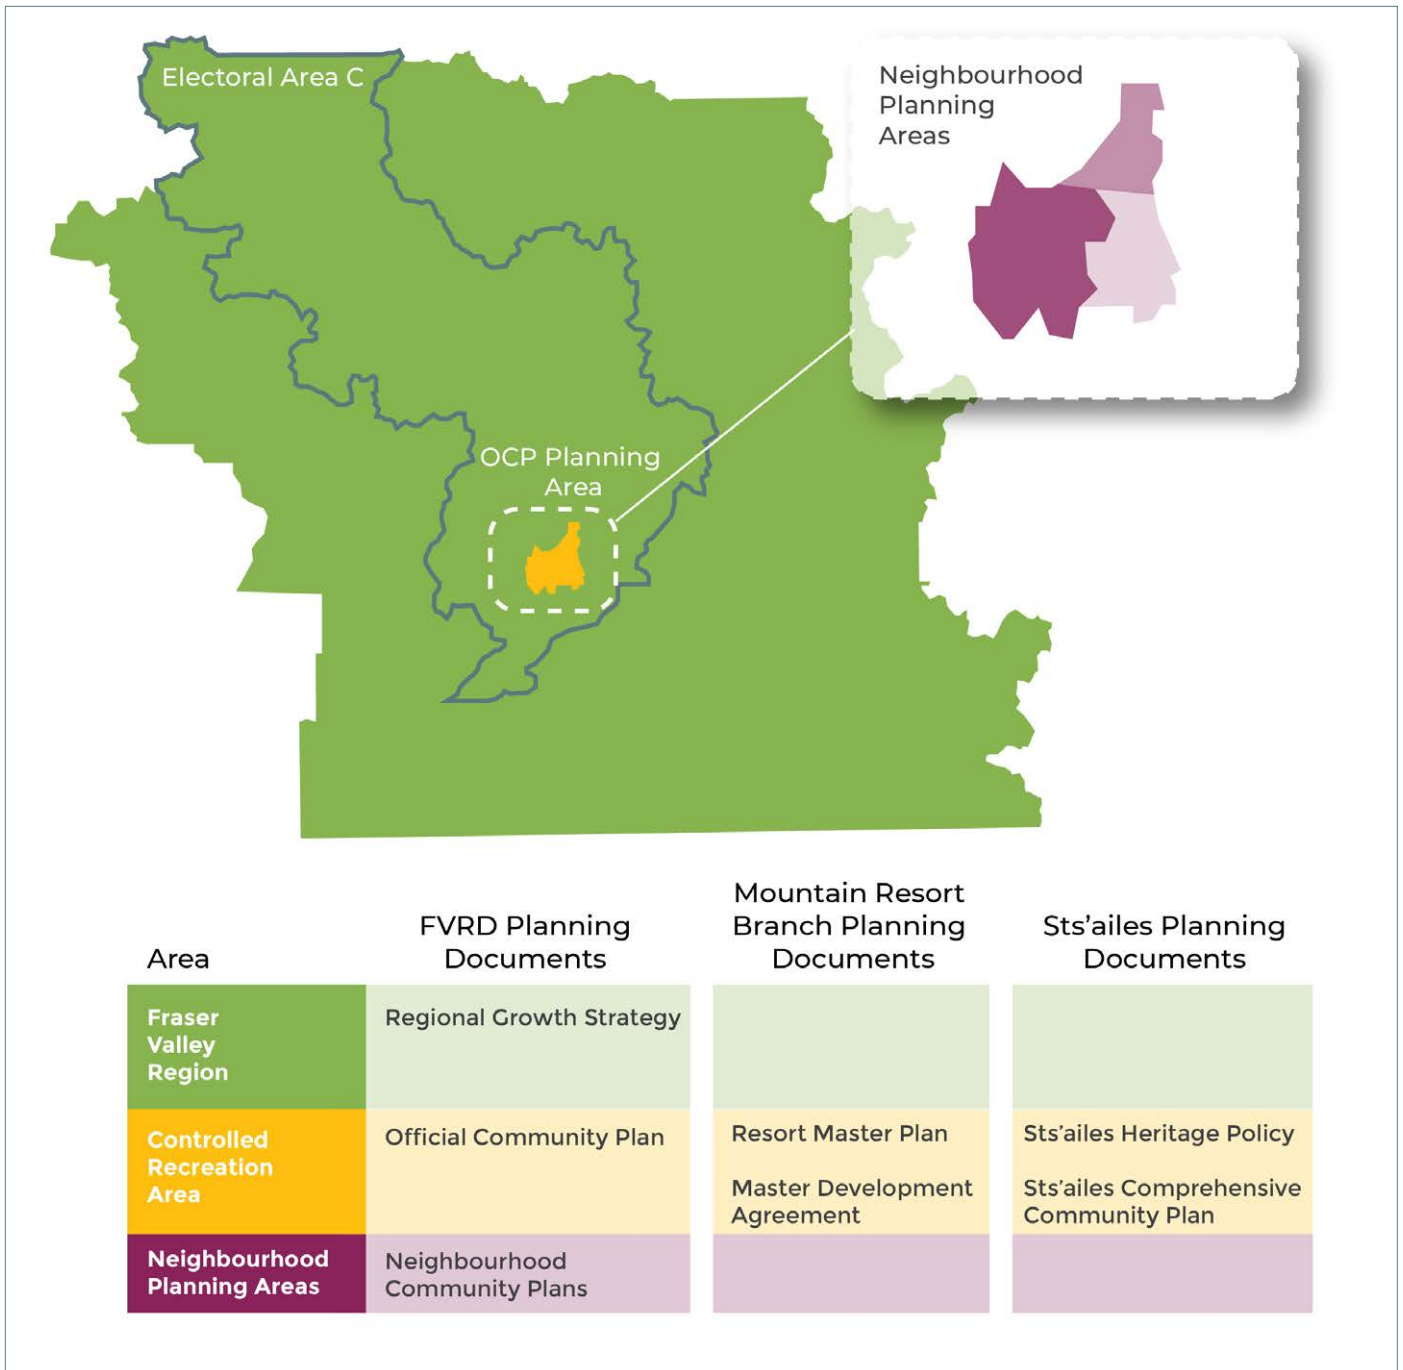 Electoral Area C
Neighbourhood
Planning
Areas
OCP Planning
Area
Area
FVRD Planning
Documents
Mountain Resort
Branch Planning
Documents
Sts'ailes Planning
Documents
Fraser
Valley
Region
Regional Growth Strategy
Controlled
Recreation
Area
Official Community Plan
Resort Master Plan
Master Development
Agreement
Sts'ailes Heritage Policy
Sts'ailes Comprehensive
Community Plan
Neighbourhood
Planning Areas
Neighbourhood
Community Plans